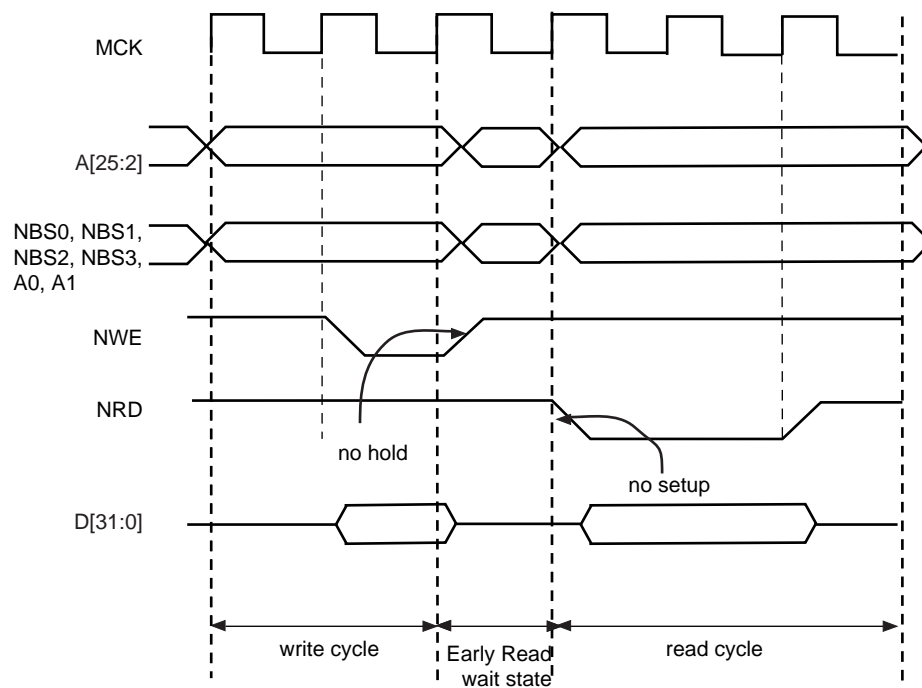 MCK
A[25:2]
NBS0, NBS1,
NBS2, NBS3,
A0, A1
NWE
NRD
no hold
no setup
D[31:0]
write cycle
Early Read
wait state
read cycle